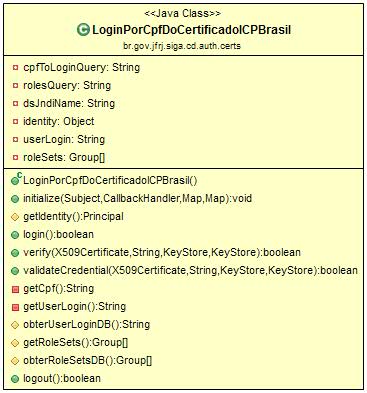 <<Java Class>>
C LoginPorCpfDoCertificadoICPBrasil
br.gov.jfrj.siga.cd.auth.certs
cpfToLoginQuery: String
rolesQuery: String
dsJndiName: String
identity: Object
userLogin: String
roleSets: Group[]
C LoginPorCpfDoCertificadoICPBrasil()
initialize(Subject,CallbackHandler,Map,Map):void
getIdentity():Principal
login():boolean
verify(X509Certificate,String,KeyStore,KeyStore):boolean
validateCredential(X509Certificate,String,KeyStore,KeyStore):boolean
getCpf():String
getUserLogin():String
obterUserLoginDB():String
getRoleSets():Group[]
obterRoleSetsDB():Group[]
logout():boolean